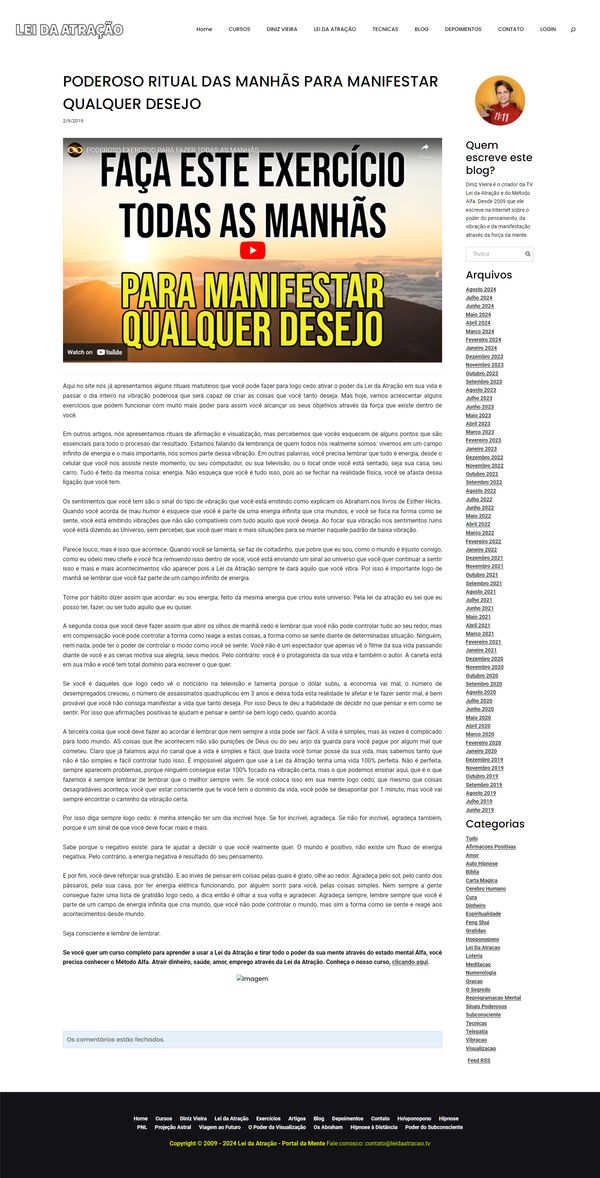 LEI DA ATRAÇÃO
Home CURSOS DINIZ VIEIRA LEI DA ATRAÇÃO TECNICAS BLOG DEPOIMENTOS CONTATO LOGIN
PODEROSO RITUAL DAS MANHÃS PARA MANIFESTAR
QUALQUER DESEJO
2/9/2019
PODEROSO EXERCÍCIO PARA FAZER TODAS AS MANHÃS
Share
FAÇA ESTE EXERCÍCIO
TODAS AS MANHÃS
PARA MANIFESTAR
QUALQUER DESEJO
Watch on YouTube
Aqui no site nós já apresentamos alguns rituais matutinos que você pode fazer para logo cedo ativar o poder da Lei da Atração em sua vida e
passar o dia inteiro na vibração poderosa que será capaz de criar as coisas que você tanto deseja. Mas hoje, vamos acrescentar alguns
exercícios que podem funcionar com muito mais poder para assim você alcançar os seus objetivos através da força que existe dentro de
você.
Em outros artigos, nós apresentamos rituais de afirmação e visualização, mas percebemos que vocês esquecem de alguns pontos que são
essenciais para todo o processo dar resultado. Estamos falando da lembrança de quem todos nós realmente somos: vivemos em um campo
infinito de energia e o mais importante, nós somos parte dessa vibração. Em outras palavras, você precisa lembrar que tudo é energia, desde o
celular que você nos assiste neste momento, ou seu computador, ou sua televisão, ou o local onde você está sentado, seja sua casa, seu
carro. Tudo é feito da mesma coisa: energia. Não esqueça que você é tudo isso, pois ao se fechar na realidade física, você se afasta dessa
ligação que você tem.
Os sentimentos que você tem são o sinal do tipo de vibração que você está emitindo como explicam os Abraham nos livros de Esther Hicks.
Quando você acorda de mau humor e esquece que você é parte de uma energia infinita que cria mundos, e você se foca na forma como se
sente, você está emitindo vibrações que não são compatíveis com tudo aquilo que você deseja. Ao focar sua vibração nos sentimentos ruins
você está dizendo ao Universo, sem perceber, que você quer mais e mais situações para se manter naquele padrão de baixa vibração.
Parece louco, mas é isso que acontece. Quando você se lamenta, se faz de coitadinho, que pobre que eu sou, como o mundo é injusto comigo,
como eu odeio meu chefe e você fica remoendo isso dentro de você, você está enviando um sinal ao universo que você quer continuar a sentir
isso e mais e mais acontecimentos vão aparecer pois a Lei da Atração sempre te dará aquilo que você vibra. Por isso é importante logo de
manhã se lembrar que você faz parte de um campo infinito de energia.
Torne por hábito dizer assim que acordar: eu sou energia, feito da mesma energia que criou este universo. Pela lei da atração eu sei que eu
posso ter, fazer, ou ser tudo aquilo que eu quiser.
A segunda coisa que você deve fazer assim que abrir os olhos de manhã cedo é lembrar que você não pode controlar tudo ao seu redor, mas
em compensação você pode controlar a forma como reage a estas coisas, a forma como se sente diante de determinadas situação. Ninguém,
nem nada, pode ter o poder de controlar o modo como você se sente. Você não é um espectador que apenas vê o filme da sua vida passando
diante de você e as cenas motiva sua alegria, seus medos. Pelo contrário: você é o protagonista da sua vida e também o autor. A caneta está
em sua mão e você tem total domínio para escrever o que quer.
Se você é daqueles que logo cedo vê o noticiário na televisão e lamenta porque o dólar subiu, a economia vai mal, o número de
desempregados cresceu, o número de assassinatos quadruplicou em 3 anos e deixa toda esta realidade te afetar e te fazer sentir mal, é bem
provável que você não consiga manifestar a vida que tanto deseja. Por isso Deus te deu a habilidade de decidir no que pensar e em como se
sentir. Por isso que afirmações positivas te ajudam e pensar e sentir-se bem logo cedo, quando acorda.
A terceira coisa que você deve fazer ao acordar é lembrar que nem sempre a vida pode ser fácil. A vida é simples, mas às vezes é complicado
para todo mundo. AS coisas que lhe acontecem não são punições de Deus ou do seu anjo da guarda para você pague por algum mal que
cometeu. Claro que já falamos aqui no canal que a vida é simples e fácil, que basta você tomar posse da sua vida, mas sabemos tanto que
não é tão simples e fácil controlar tudo isso. É impossível alguém que use a Lei da Atração tenha uma vida 100% perfeita. Não é perfeita,
sempre aparecem problemas, porque ninguém consegue estar 100% focado na vibração certa, mas o que podemos ensinar aqui, que é o que
fazemos é sempre lembrar de lembrar que o melhor sempre vem. Se você coloca isso em sua mente logo cedo, que mesmo que coisas
desagradáveis aconteça, você quer estar consciente que te você tem o domínio da vida, você pode se desapontar por 1 minuto, mas você vai
sempre encontrar o caminho da vibração certa.
Por isso diga sempre logo cedo: é minha intenção ter um dia incrível hoje. Se for incrível, agradeça. Se não for incrível, agradeça também,
porque é um sinal de que você deve focar mais e mais.
Sabe porque o negativo existe: para te ajudar a decidir o que você realmente quer. O mundo é positivo, não existe um fluxo de energia
negativa. Pelo contrário, a energia negativa é resultado do seu pensamento.
E por fim, você deve reforçar sua gratidão. E ao invés de pensar em coisas pelas quais é grato, olhe ao redor. Agradeça pelo sol, pelo canto dos
pássaros, pela sua casa, por ter energia elétrica funcionando, por alguém sorrir para você, pelas coisas simples. Nem sempre a gente
consegue fazer uma lista de gratidão logo cedo, a dica então é olhar a sua volta e agradecer. Agradeça sempre, lembre sempre que você é
parte de um campo de energia infinita que cria mundo, que você não pode controlar o mundo, mas sim a forma como se sente e reage aos
acontecimentos desde mundo.
Seja consciente e lembre de lembrar.
Se você quer um curso completo para aprender a usar a Lei da Atração e tirar todo o poder da sua mente através do estado mental Alfa, você
precisa conhecer o Método Alfa. Atrair dinheiro, saúde, amor, emprego através da Lei da Atração. Conheça o nosso curso, clicando aqui.
Imagem
Os comentários estão fechados.
11:11
Quem
escreve este
blog?
Diniz Vieira é o criador da TV
Lei da Atração e do Método
Alfa. Desde 2009 que ele
escreve na Internet sobre o
poder do pensamento, da
vibração e da manifestação
através da força da mente.
Busca
Arquivos
Agosto 2024
Julho 2024
Junho 2024
Maio 2024
Abril 2024
Março 2024
Fevereiro 2024
Janeiro 2024
Dezembro 2023
Novembro 2023
Outubro 2023
Setembro 2023
Agosto 2023
Julho 2023
Junho 2023
Maio 2023
Abril 2023
Março 2023
Fevereiro 2023
Janeiro 2023
Dezembro 2022
Novembro 2022
Outubro 2022
Setembro 2022
Agosto 2022
Julho 2022
Junho 2022
Maio 2022
Abril 2022
Março 2022
Fevereiro 2022
Janeiro 2022
Dezembro 2021
Novembro 2021
Outubro 2021
Setembro 2021
Agosto 2021
Julho 2021
Junho 2021
Maio 2021
Abril 2021
Março 2021
Fevereiro 2021
Janeiro 2021
Dezembro 2020
Novembro 2020
Outubro 2020
Setembro 2020
Agosto 2020
Julho 2020
Junho 2020
Maio 2020
Abril 2020
Março 2020
Fevereiro 2020
Janeiro 2020
Dezembro 2019
Novembro 2019
Outubro 2019
Setembro 2019
Agosto 2019
Julho 2019
Junho 2019
Categorias
Tudo
Afirmacoes Positivas
Amor
Auto Hipnose
Biblia
Carta Magica
Cerebro Humano
Cura
Dinheiro
Espiritualidade
Feng Shui
Gratidao
Hooponopono
Lei Da Atracao
Loteria
Meditacao
Numerologia
Oracao
O Segredo
Reprogramacao Mental
Sinais Poderosos
Subconsciente
Tecnicas
Telepatia
Vibracao
Visualizacao
Feed RSS
Home Cursos Diniz Vieira Lei da Atração Exercícios Artigos Blog Depoimentos Contato Ho'oponopono Hipnose
PNL Projeção Astral Viagem ao Futuro O Poder da Visualização Os Abraham Hipnose à Distância Poder do Subconsciente
Copyright © 2009 - 2024 Lei da Atração - Portal da Mente Fale conosco: contato@leidaatracao.tv